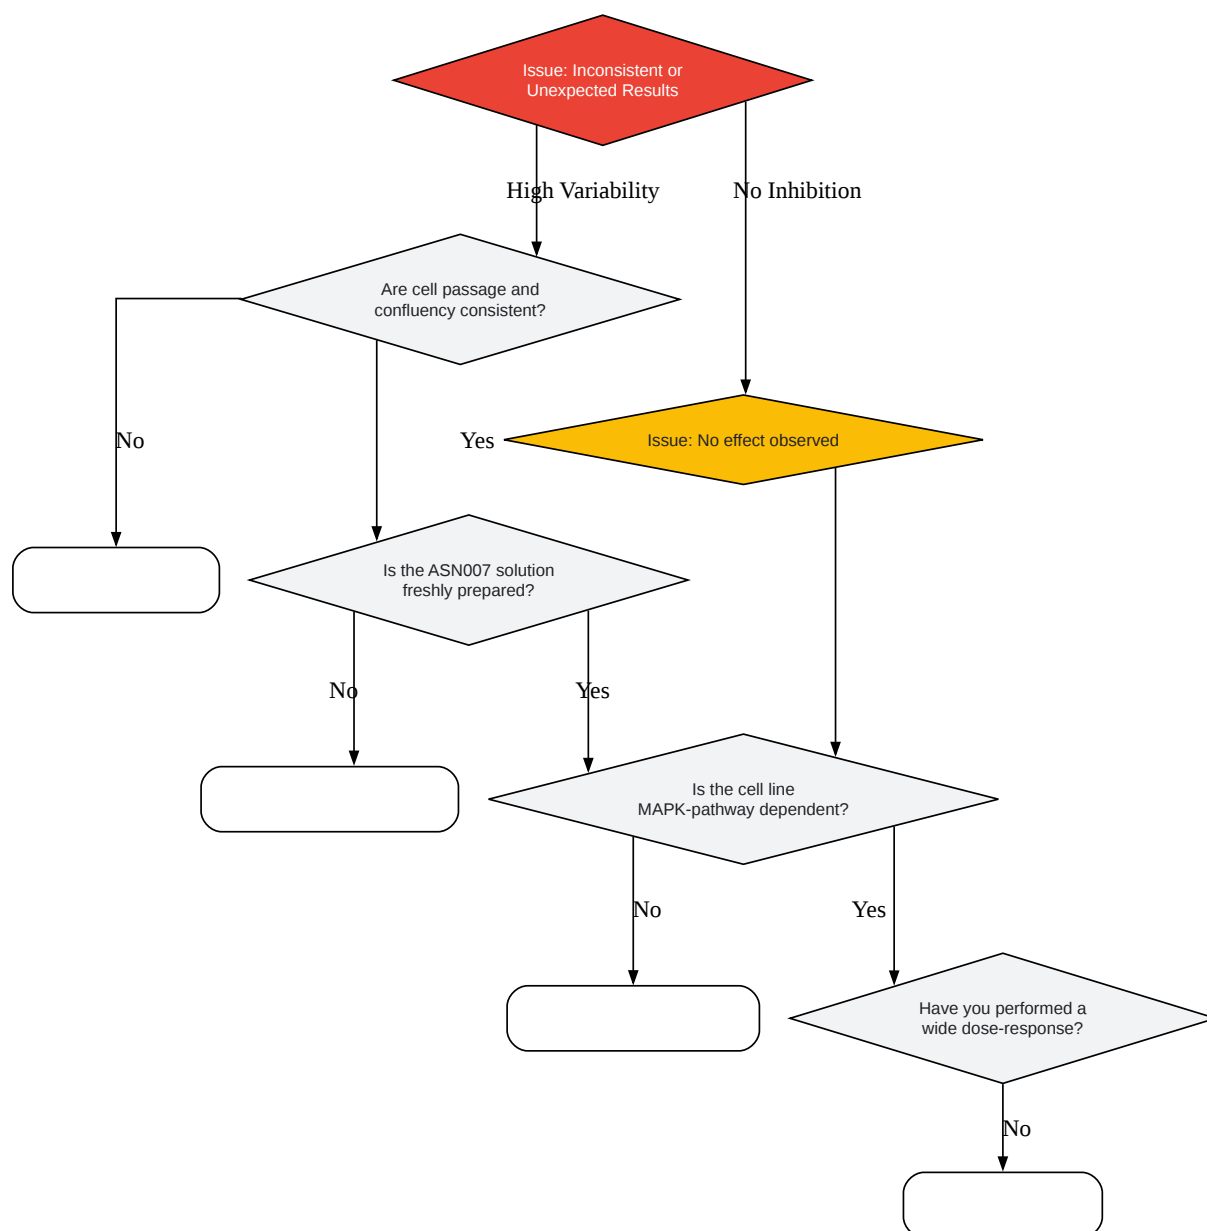 Issue: Inconsistent or
Unexpected Results
High Variability
No Inhibition
Are cell passage and
confluency consistent?
No
Yes
Issue: No effect observed
Is the ASN007 solution
freshly prepared?
No
Yes
Is the cell line
MAPK-pathway dependent?
No
Yes
Have you performed a
wide dose-response?
No